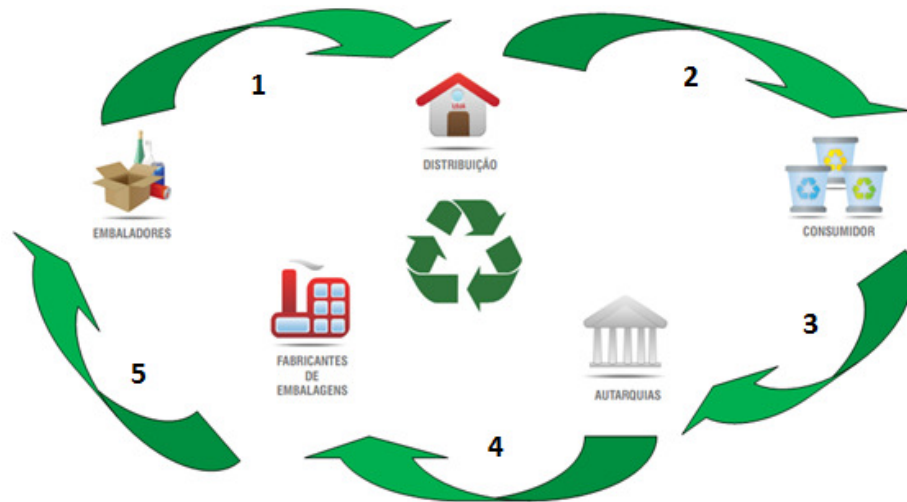 1
2
DISTRIBUIÇÃO
EMBALADORES
CONSUMIDOR
3
5
FABRICANTES
DE
EMBALAGENS
AUTARQUIAS
4